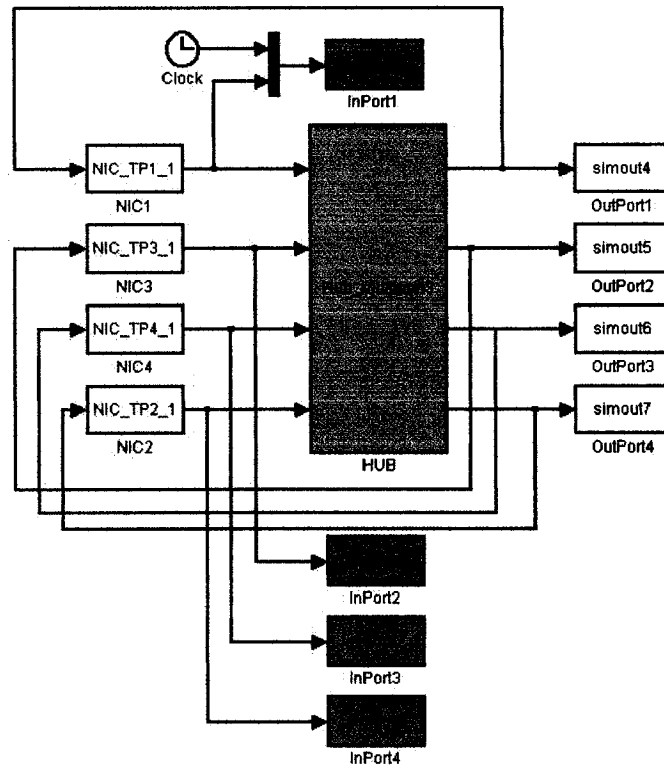 Clock
InPort1
NIC_TP1_1
NIC1
simout4
OutPort1
NIC_TP3_1
NIC3
simout5
OutPort2
NIC_TP4_1
NIC4
simout6
OutPort3
NIC_TP2_1
NIC2
simout7
OutPort4
HUB
InPort2
InPort3
InPort4